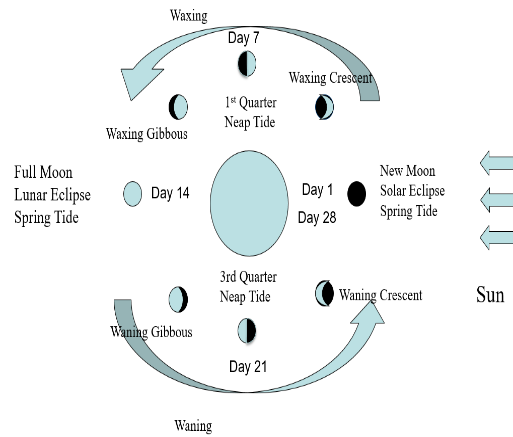 Waxing
Day 7
Waxing Crescent
1st Quarter
Neap Tide
Waxing Gibbous
Full Moon
Lunar Eclipse
Spring Tide
Day 14
Day 1
Day 28
New Moon
Solar Eclipse
Spring Tide
3rd Quarter
Neap Tide
Waning Crescent
Sun
Waning Gibbous
Day 21
Waning